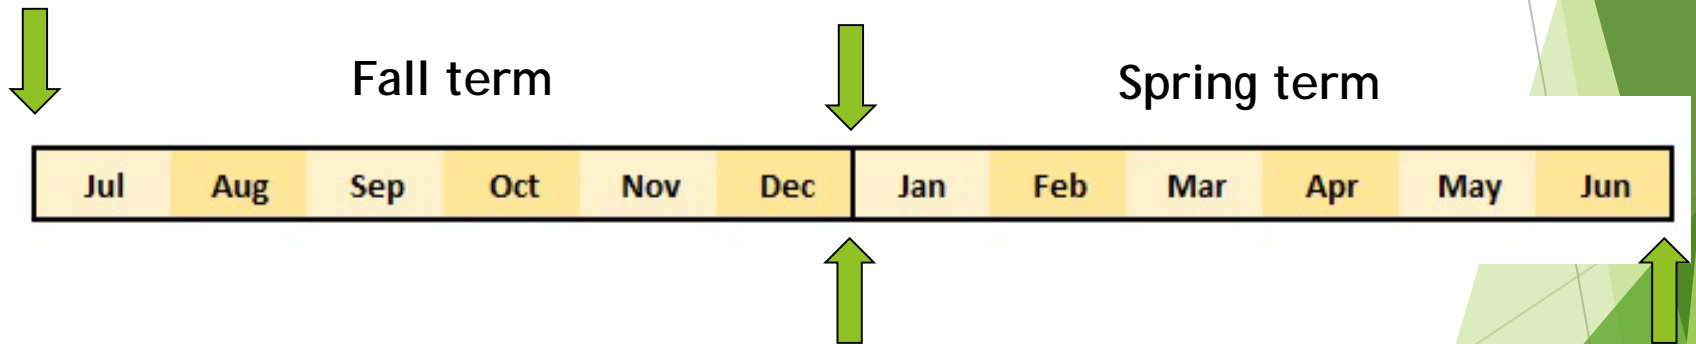 Fall term
Spring term
Jul Aug Sep Oct Nov Dec Jan Feb Mar Apr May Jun